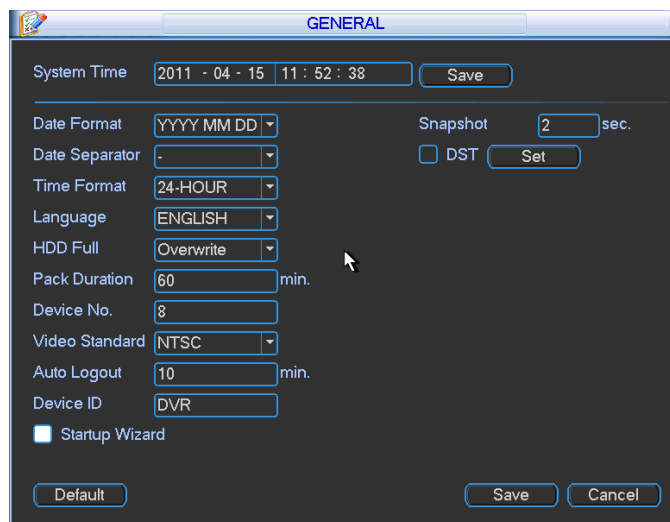 GENERAL
System Time 2011 - 04 - 15 11 : 52 : 38 Save
Date Format YYYY MM DD Snapshot 2 sec.
Date Separator - DST Set
Time Format 24-HOUR
Language ENGLISH
HDD Full Overwrite
Pack Duration 60 min.
Device No. 8
Video Standard NTSC
Auto Logout 10 min.
Device ID DVR
Startup Wizard
Default Save Cancel